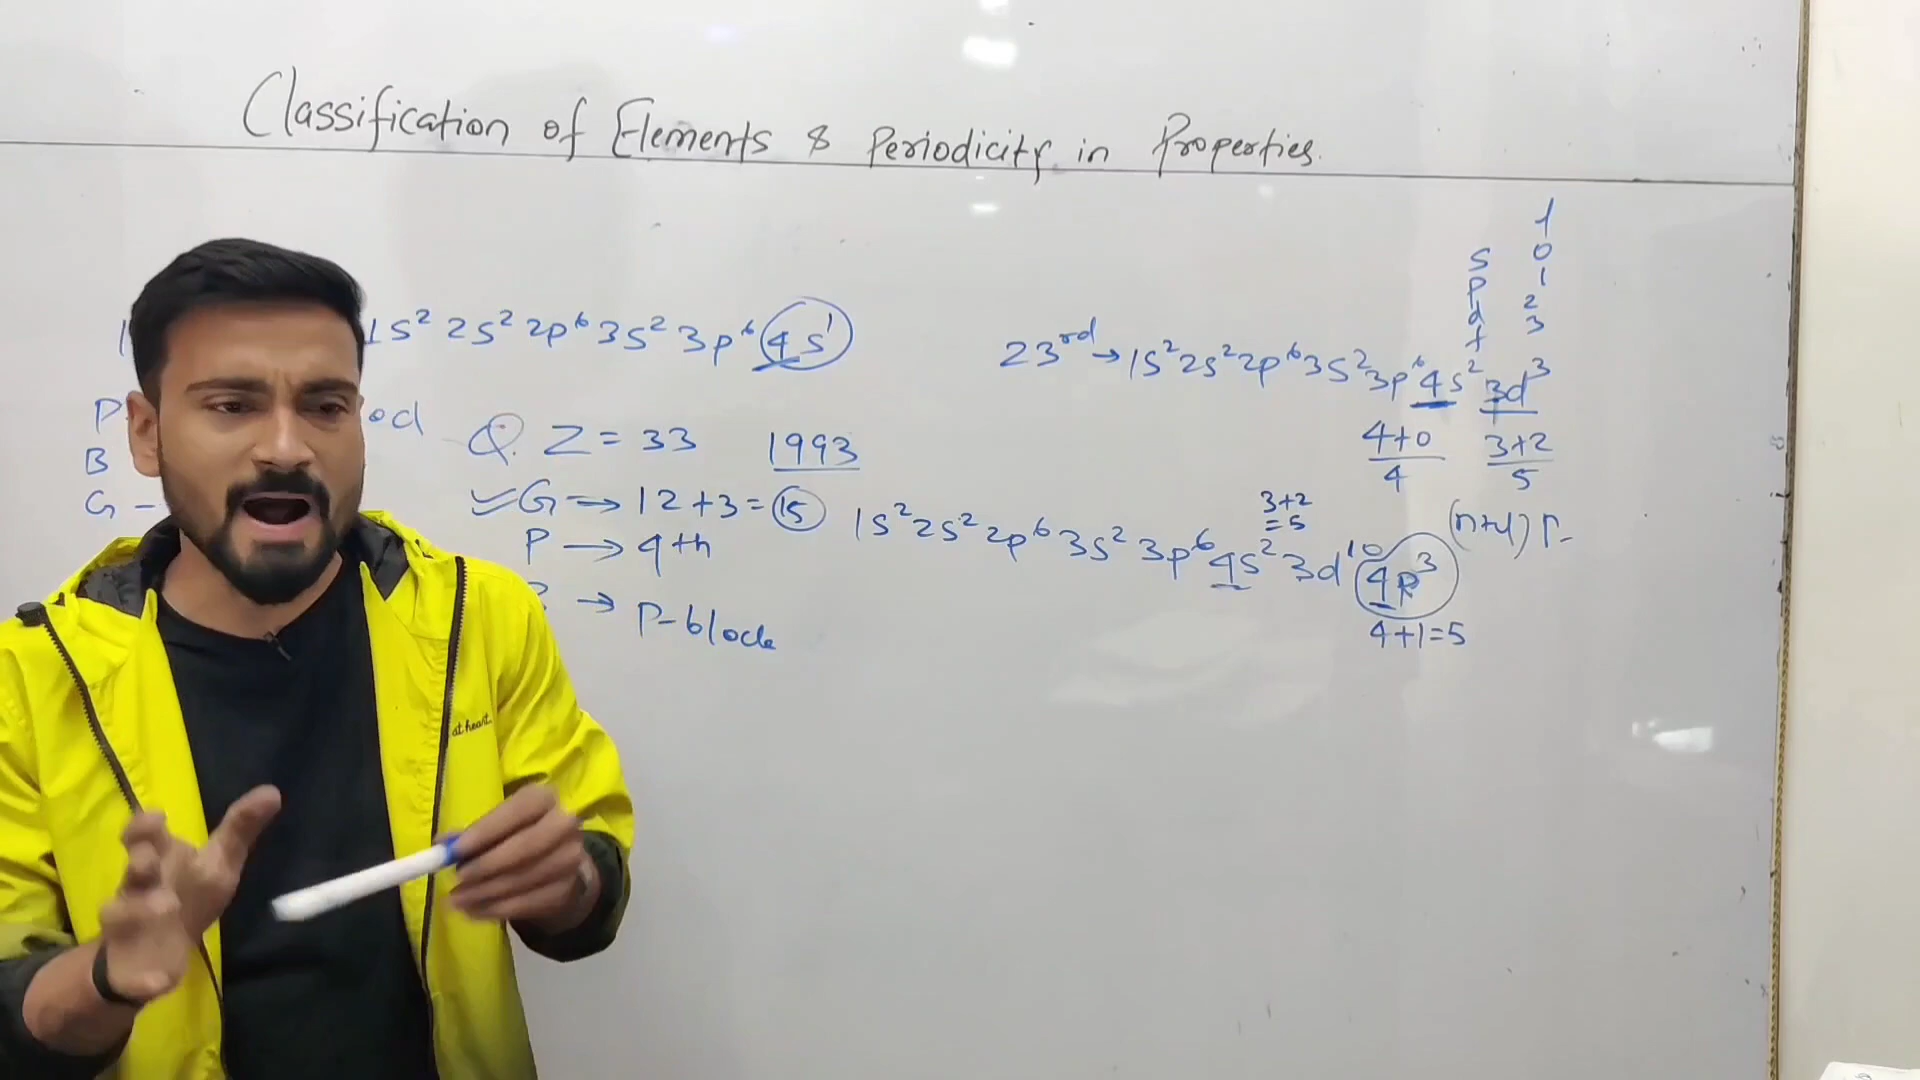 Classification of Elements & Periodicity in Properties.
l
s 0
p 1
d 2
f 3
1s² 2s² 2p⁶ 3s² 3p⁶ 4s¹
23rd → 1s² 2s² 2p⁶ 3s² 3p⁶ 4s² 3d³
P
B
G -
Q. Z = 33 1993
4+0 3+2
4 5
G → 12+3 = 15
P → 4th
→ P-block
1s² 2s² 2p⁶ 3s² 3p⁶ 4s² 3d¹⁰ 4p³
3+2
= 5
(n+l) r.
4+1=5
at heart.